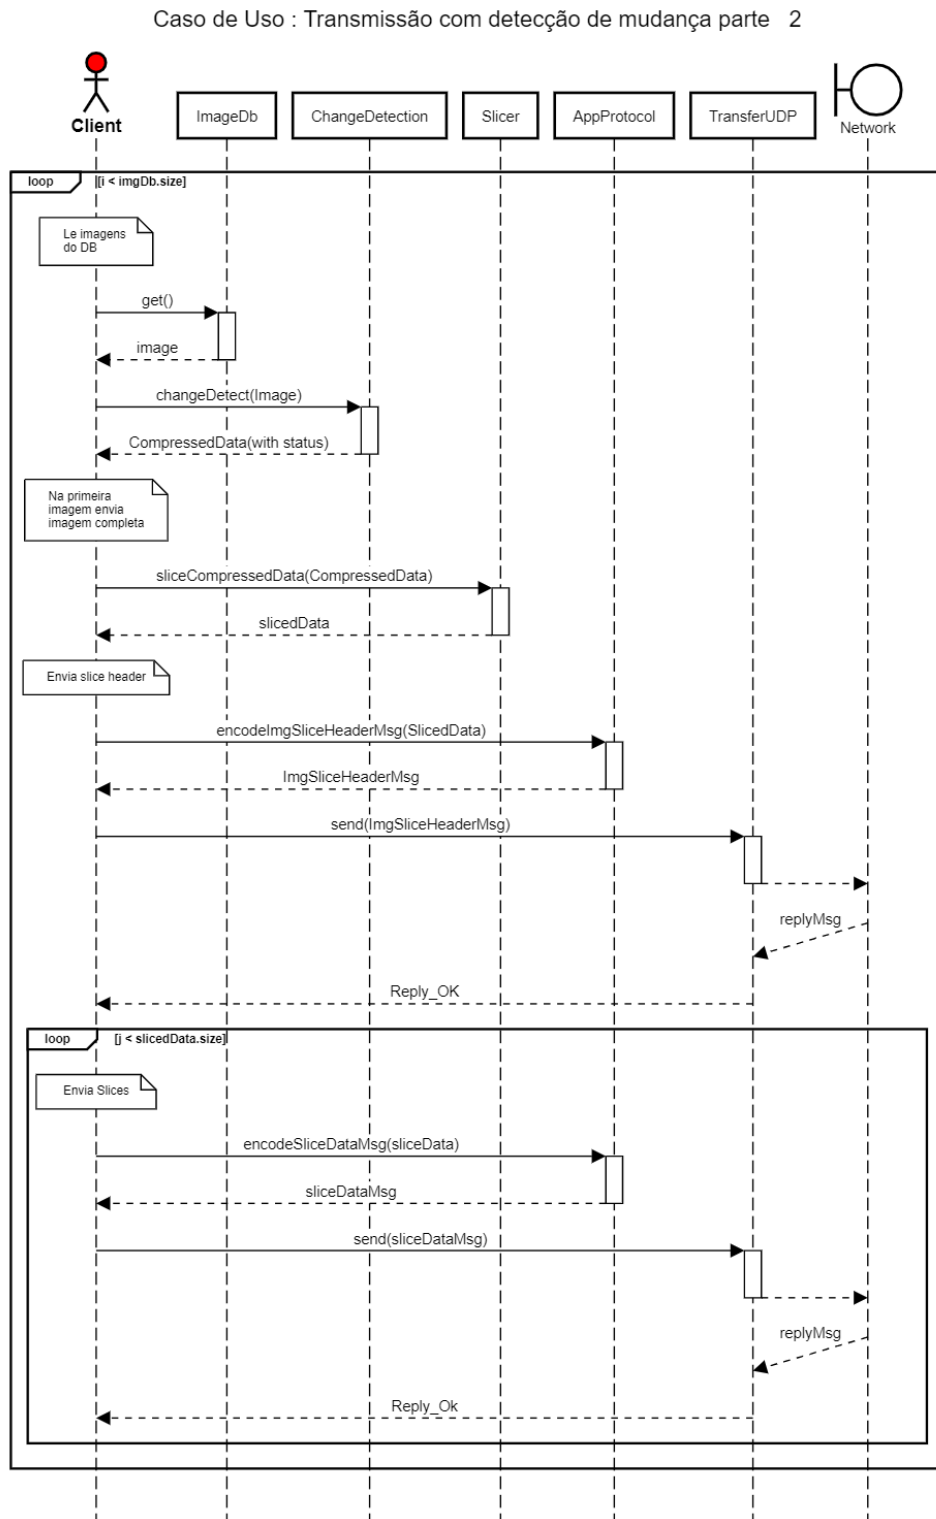 Caso de Uso : Transmissão com detecção de mudança parte 2
Client
ImageDb
ChangeDetection
Slicer
AppProtocol
TransferUDP
Network
loop
[i < imgDb.size]
Le imagens
do DB
get()
image
changeDetect(Image)
CompressedData(with status)
Na primeira
imagem envia
imagem completa
sliceCompressedData(CompressedData)
slicedData
Envia slice header
encodeImgSliceHeaderMsg(SlicedData)
ImgSliceHeaderMsg
send(ImgSliceHeaderMsg)
replyMsg
Reply_OK
loop
[j < slicedData.size]
Envia Slices
encodeSliceDataMsg(sliceData)
sliceDataMsg
send(sliceDataMsg)
replyMsg
Reply_Ok